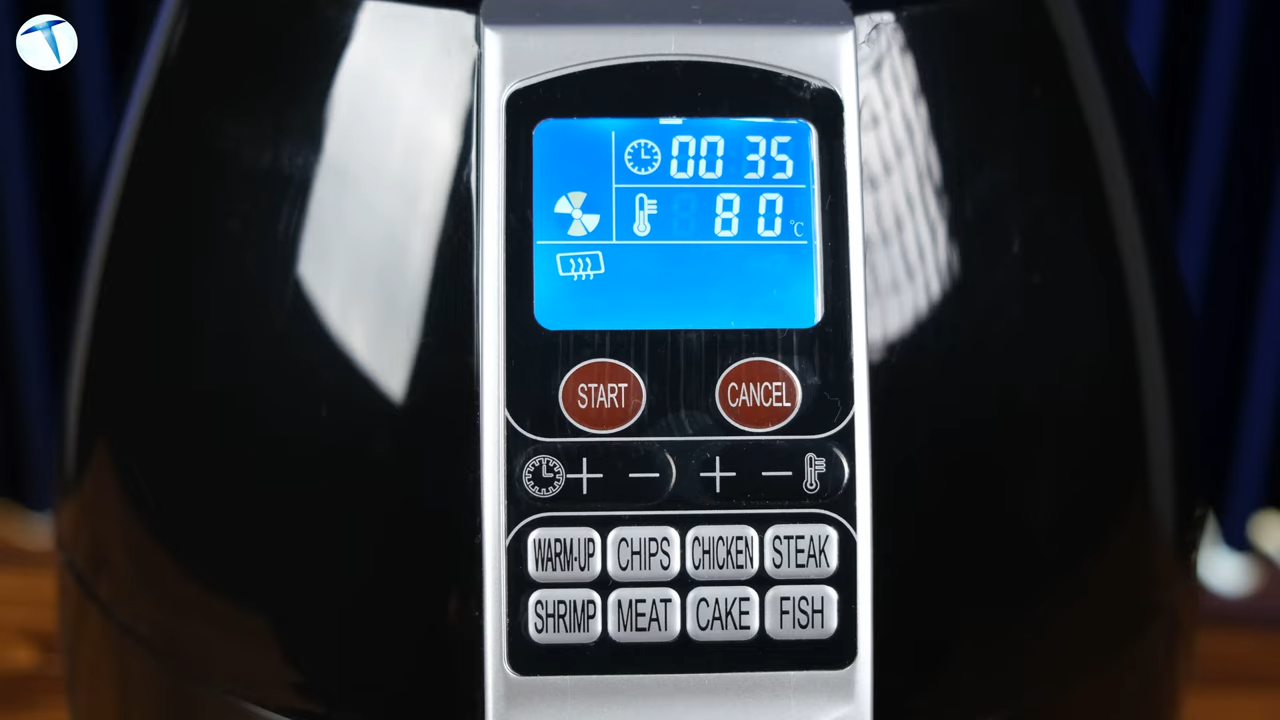 00 35
80 °C
START CANCEL
+ − + −
WARM-UP CHIPS CHICKEN STEAK
SHRIMP MEAT CAKE FISH